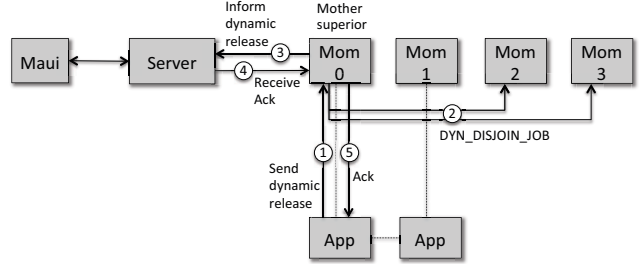 Inform
dynamic
release
Mother
superior
Maui
Server
3
4
Receive
Ack
Mom
0
Mom
1
Mom
2
Mom
3
2
DYN_DISJOIN_JOB
1
5
Send
dynamic
release
Ack
App
App